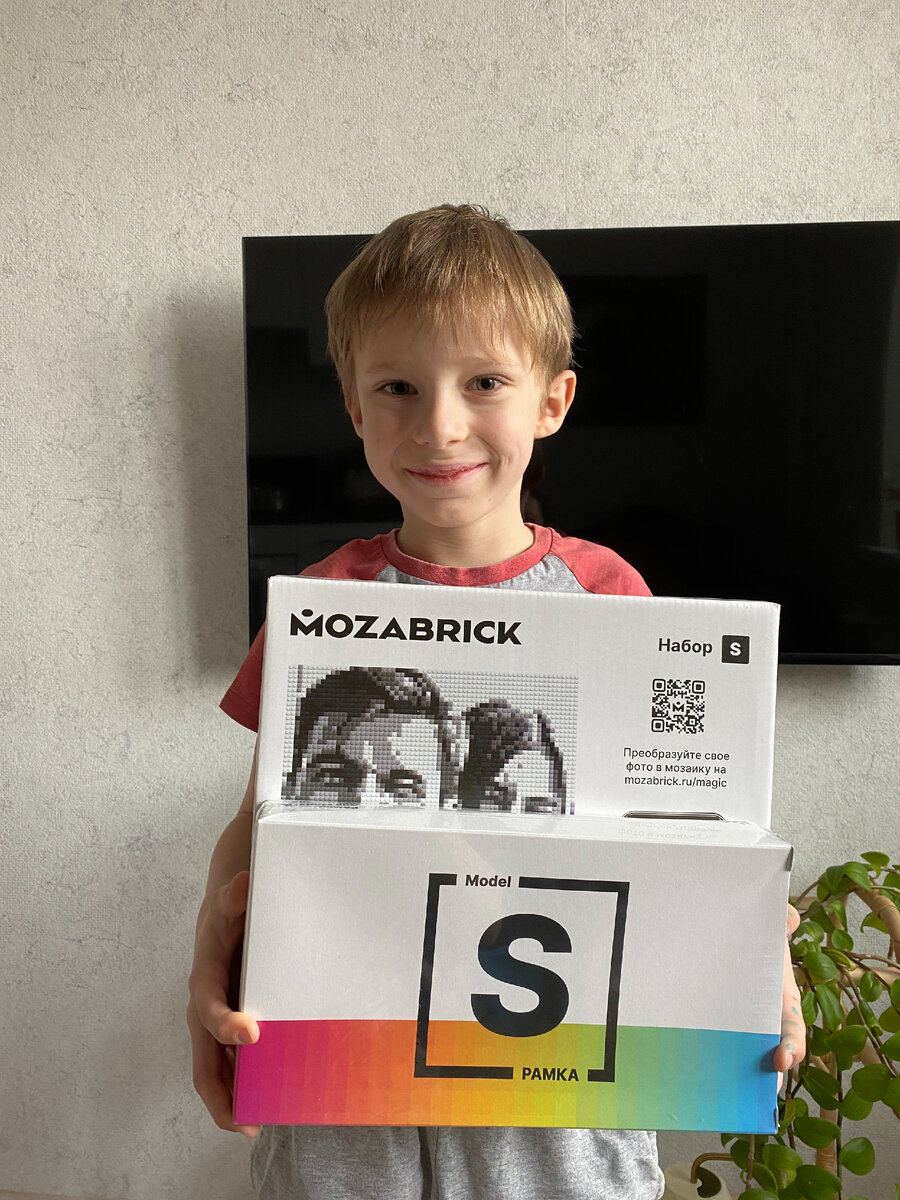 MOZABRICK
Набор S
Преобразуйте свое
фото в мозаику на
mozabrick.ru/magic
Model
S
РАМКА